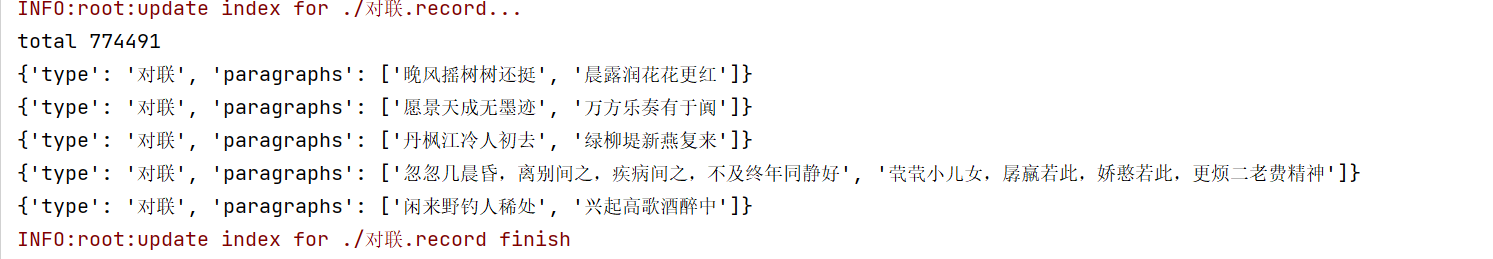 INFO:root:update index for ./对联.record...
total 774491
{'type': '对联', 'paragraphs': ['晚风摇树树还挺', '晨露润花花更红']}
{'type': '对联', 'paragraphs': ['愿景天成无墨迹', '万方乐奏有于阗']}
{'type': '对联', 'paragraphs': ['丹枫江冷人初去', '绿柳堤新燕复来']}
{'type': '对联', 'paragraphs': ['忽忽几晨昏，离别间之，疾病间之，不及终年同静好', '茕茕小儿女，孱羸若此，娇憨若此，更烦二老费精神']}
{'type': '对联', 'paragraphs': ['闲来野钓人稀处', '兴起高歌酒醉中']}
INFO:root:update index for ./对联.record finish